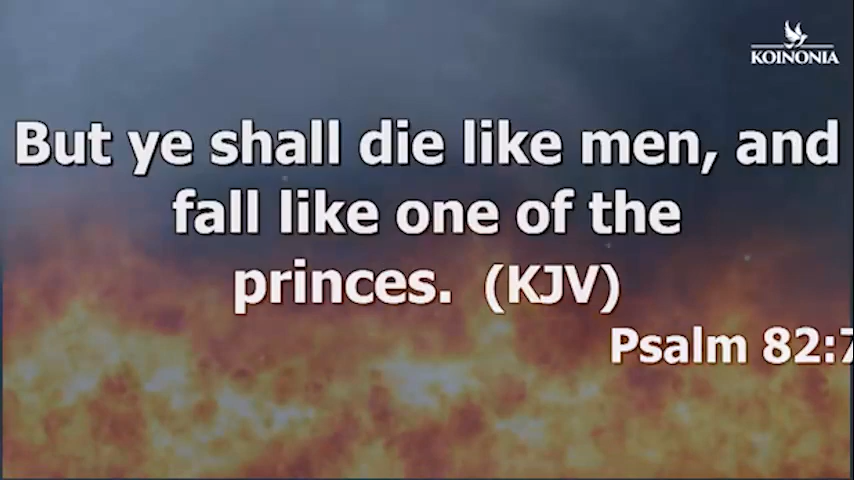 KOINONIA
But ye shall die like men, and
fall like one of the
princes. (KJV)
Psalm 82:7